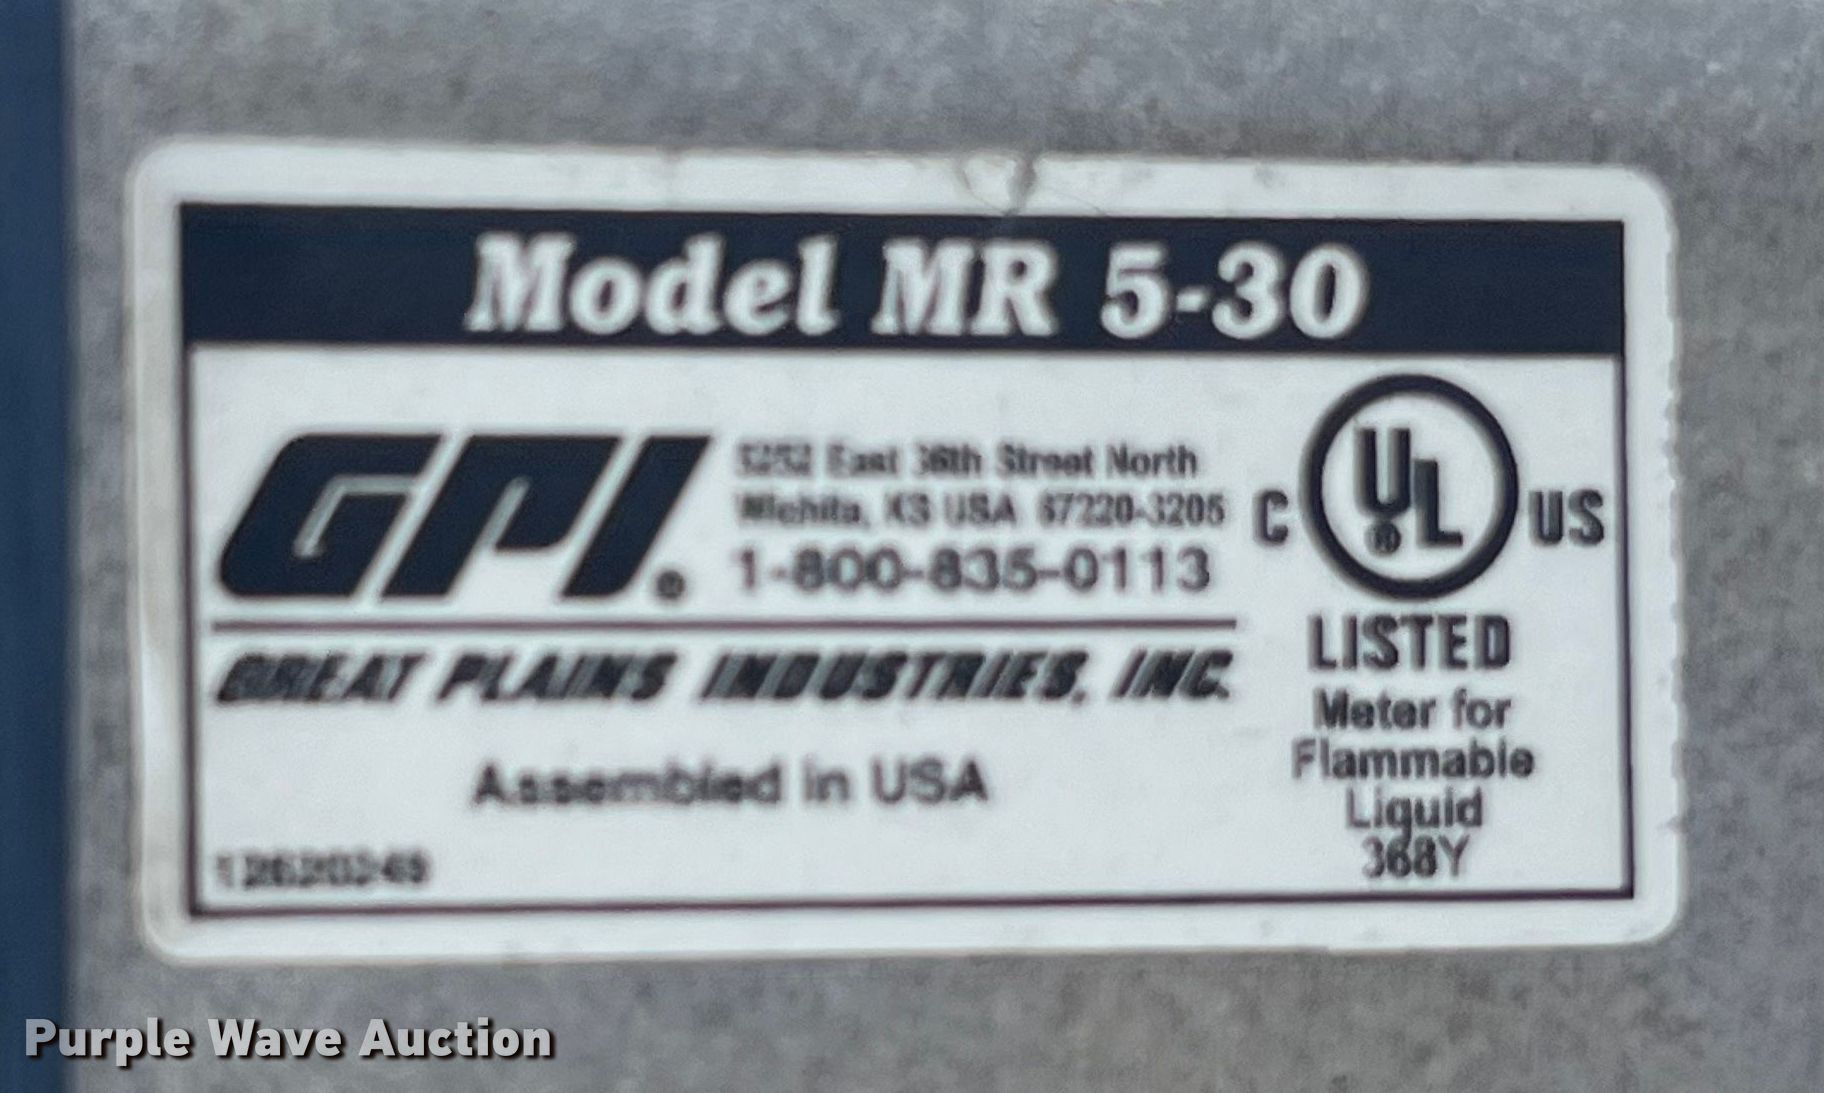 Model MR 5-30
GPI®
5252 East 36th Street North
Wichita, KS USA 67220-3205
1-800-835-0113
GREAT PLAINS INDUSTRIES, INC.
Assembled in USA
C UL® US
LISTED
Meter for
Flammable
Liquid
368Y
Purple Wave Auction